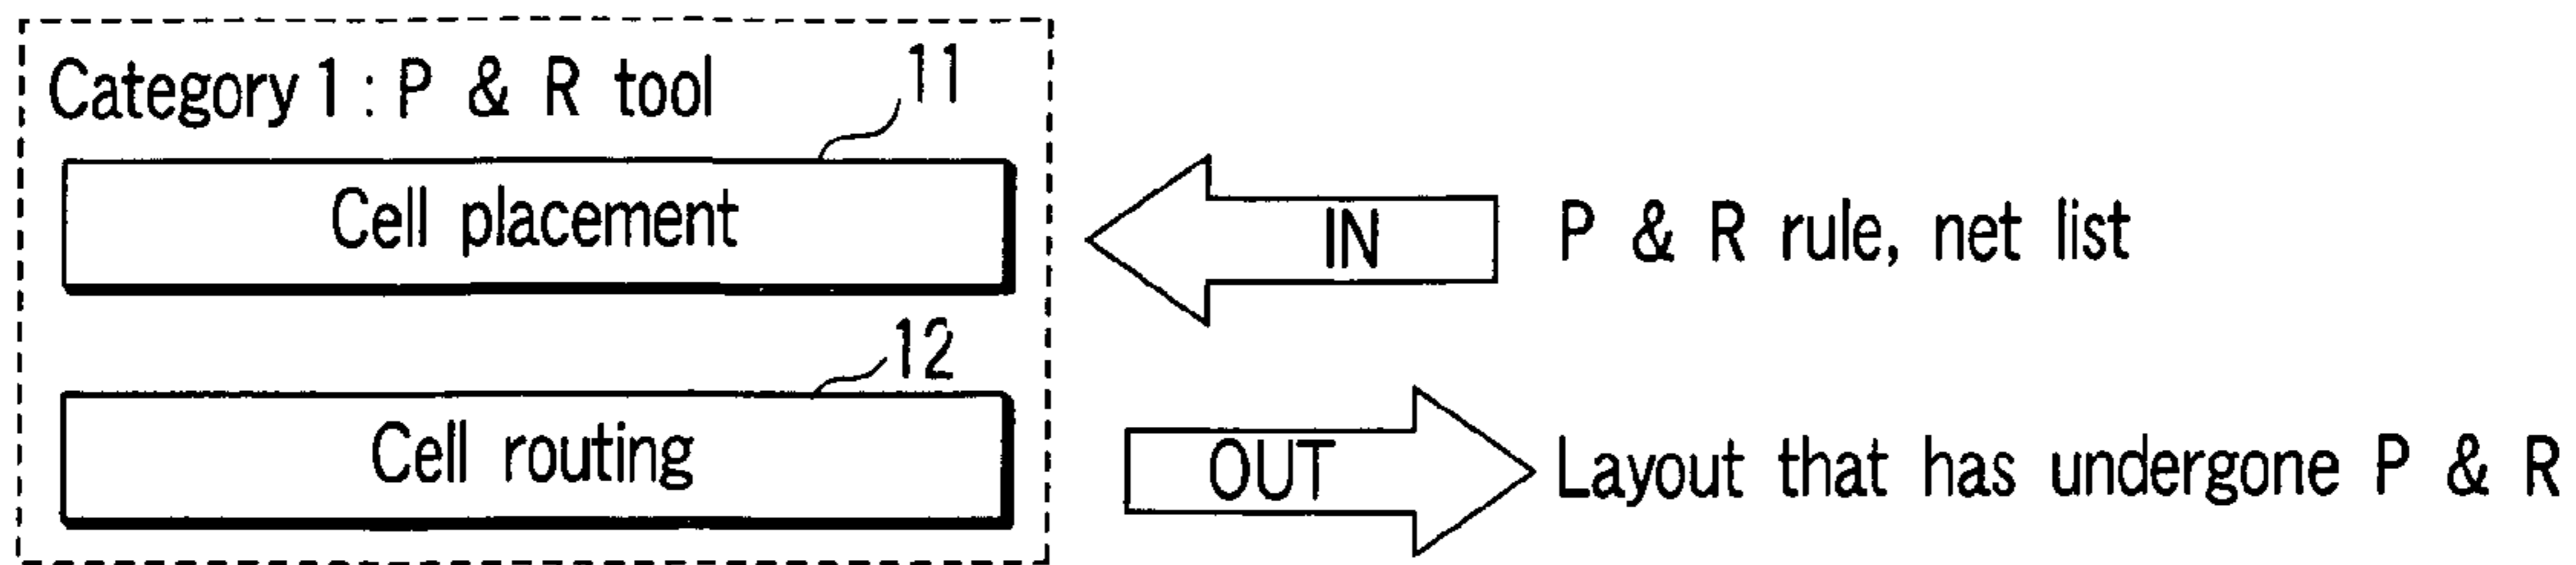 Category 1 : P & R tool
11
Cell placement
IN
P & R rule, net list
12
Cell routing
OUT
Layout that has undergone P & R